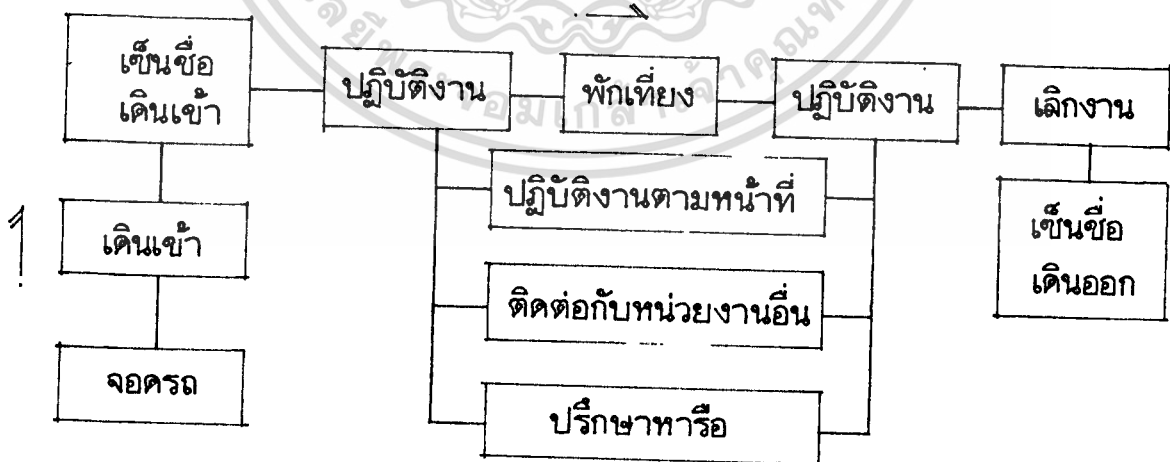 เซ็นชื่อ
เดินเข้า
ปฏิบัติงาน
พักเที่ยง
ปฏิบัติงาน
เลิกงาน
ปฏิบัติงานตามหน้าที่
เดินเข้า
เซ็นชื่อ
เดินออก
ติดต่อกับหน่วยงานอื่น
จอดรถ
ปรึกษาหารือ